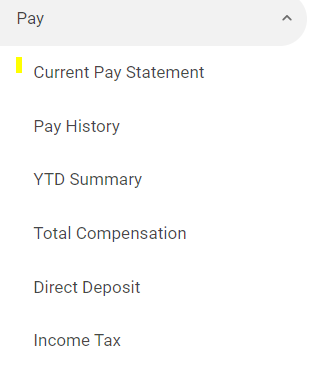 Pay
Current Pay Statement
Pay History
YTD Summary
Total Compensation
Direct Deposit
Income Tax